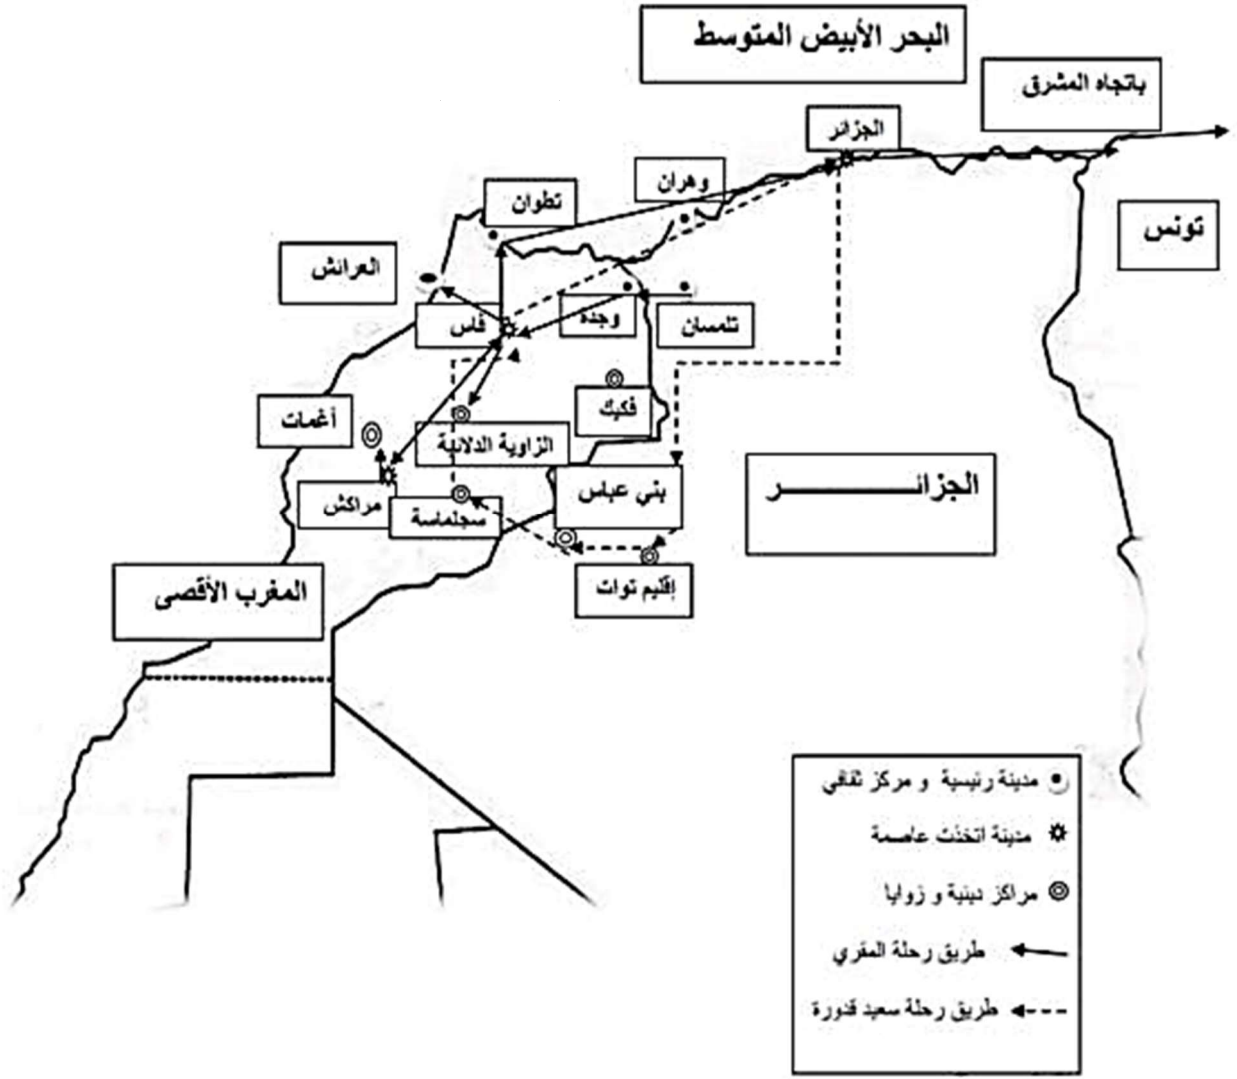 البحر الأبيض المتوسط
باتجاه المشرق
الجزائر
وهران
تطوان
تونس
العرائش
فاس
وجدة
تلمسان
فكيك
أغمات
الزاوية الدلائية
مراكش
سجلماسة
بني عباس
الجزائــــــــــــر
إقليم توات
المغرب الأقصى
مدينة رئيسية و مركز ثقافي
مدينة اتخذت عاصمة
مراكز دينية و زوايا
طريق رحلة المقري
طريق رحلة سعيد قدورة